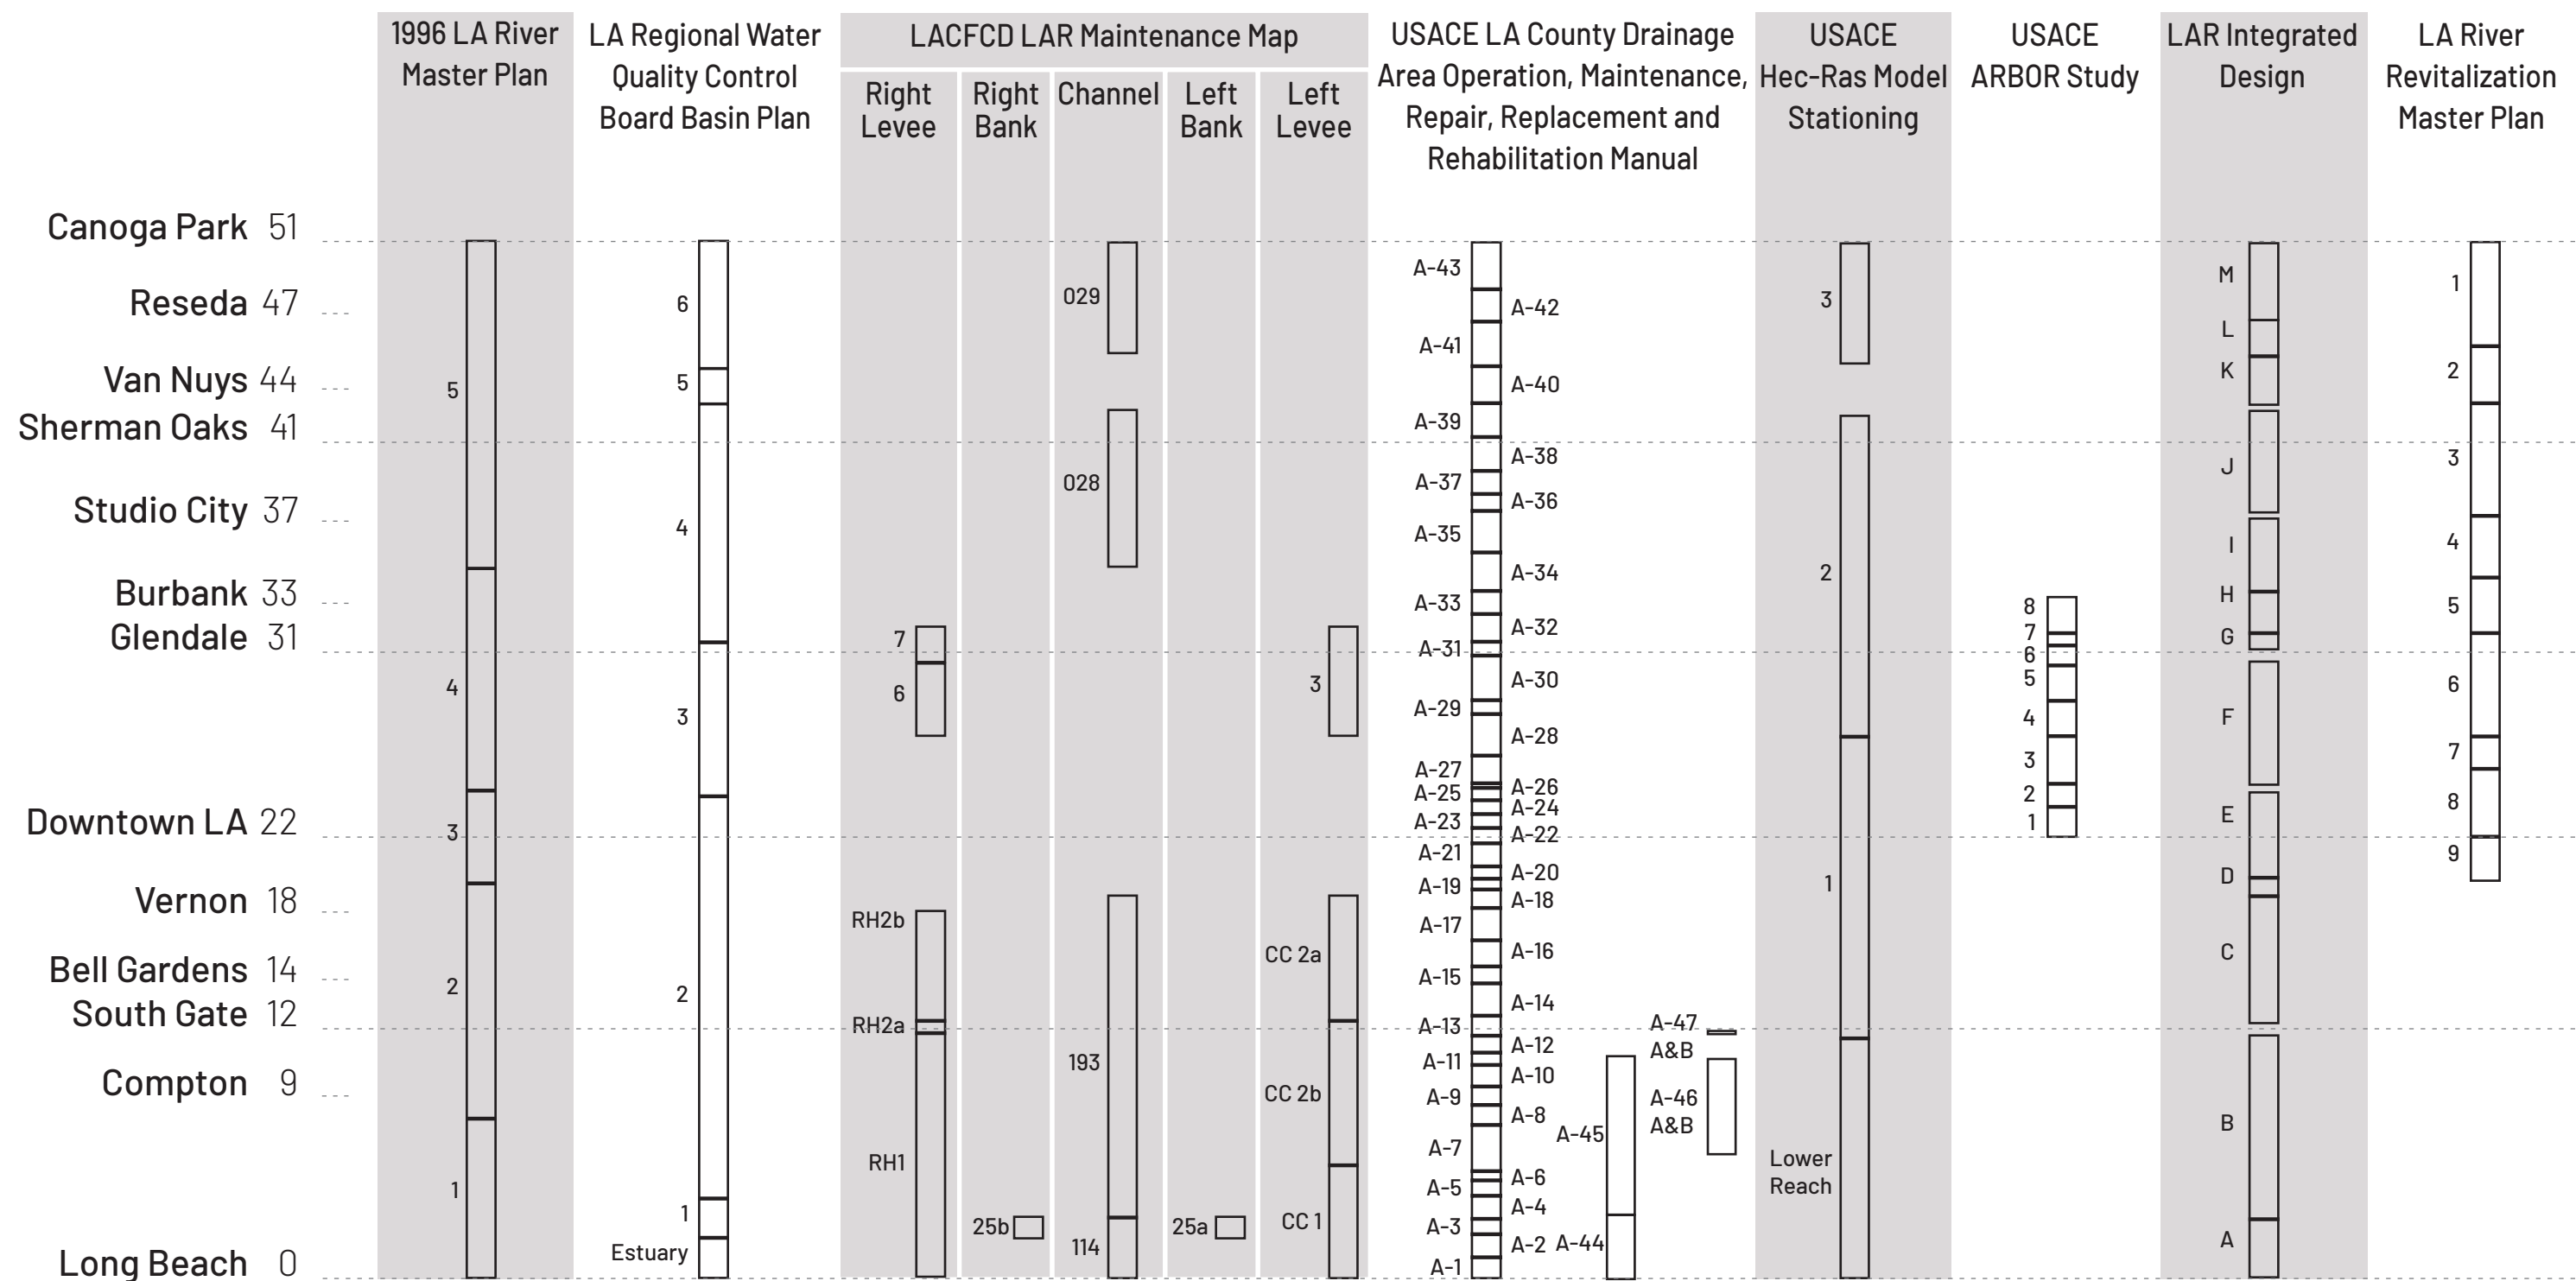 1996 LA River
Master Plan
LA Regional Water
Quality Control
Board Basin Plan
LACFCD LAR Maintenance Map
Right
Levee
Right
Bank
Channel
Left
Bank
Left
Levee
USACE LA County Drainage
Area Operation, Maintenance,
Repair, Replacement and
Rehabilitation Manual
USACE
Hec-Ras Model
Stationing
USACE
ARBOR Study
LAR Integrated
Design
LA River
Revitalization
Master Plan
Canoga Park 51
Reseda 47
Van Nuys 44
Sherman Oaks 41
Studio City 37
Burbank 33
Glendale 31
Downtown LA 22
Vernon 18
Bell Gardens 14
South Gate 12
Compton 9
Long Beach 0
5
4
3
2
1
6
5
4
3
2
1
Estuary
7
6
RH2b
RH2a
RH1
25b
029
028
193
114
25a
3
CC 2a
CC 2b
CC 1
A-43
A-42
A-41
A-40
A-39
A-38
A-37
A-36
A-35
A-34
A-33
A-32
A-31
A-30
A-29
A-28
A-27
A-26
A-25
A-24
A-23
A-22
A-21
A-20
A-19
A-18
A-17
A-16
A-15
A-14
A-13
A-12
A-11
A-10
A-9
A-8
A-7
A-6
A-5
A-4
A-3
A-2
A-1
A-45
A-44
A-47
A&B
A-46
A&B
3
2
1
Lower
Reach
8
7
6
5
4
3
2
1
M
L
K
J
I
H
G
F
E
D
C
B
A
1
2
3
4
5
6
7
8
9